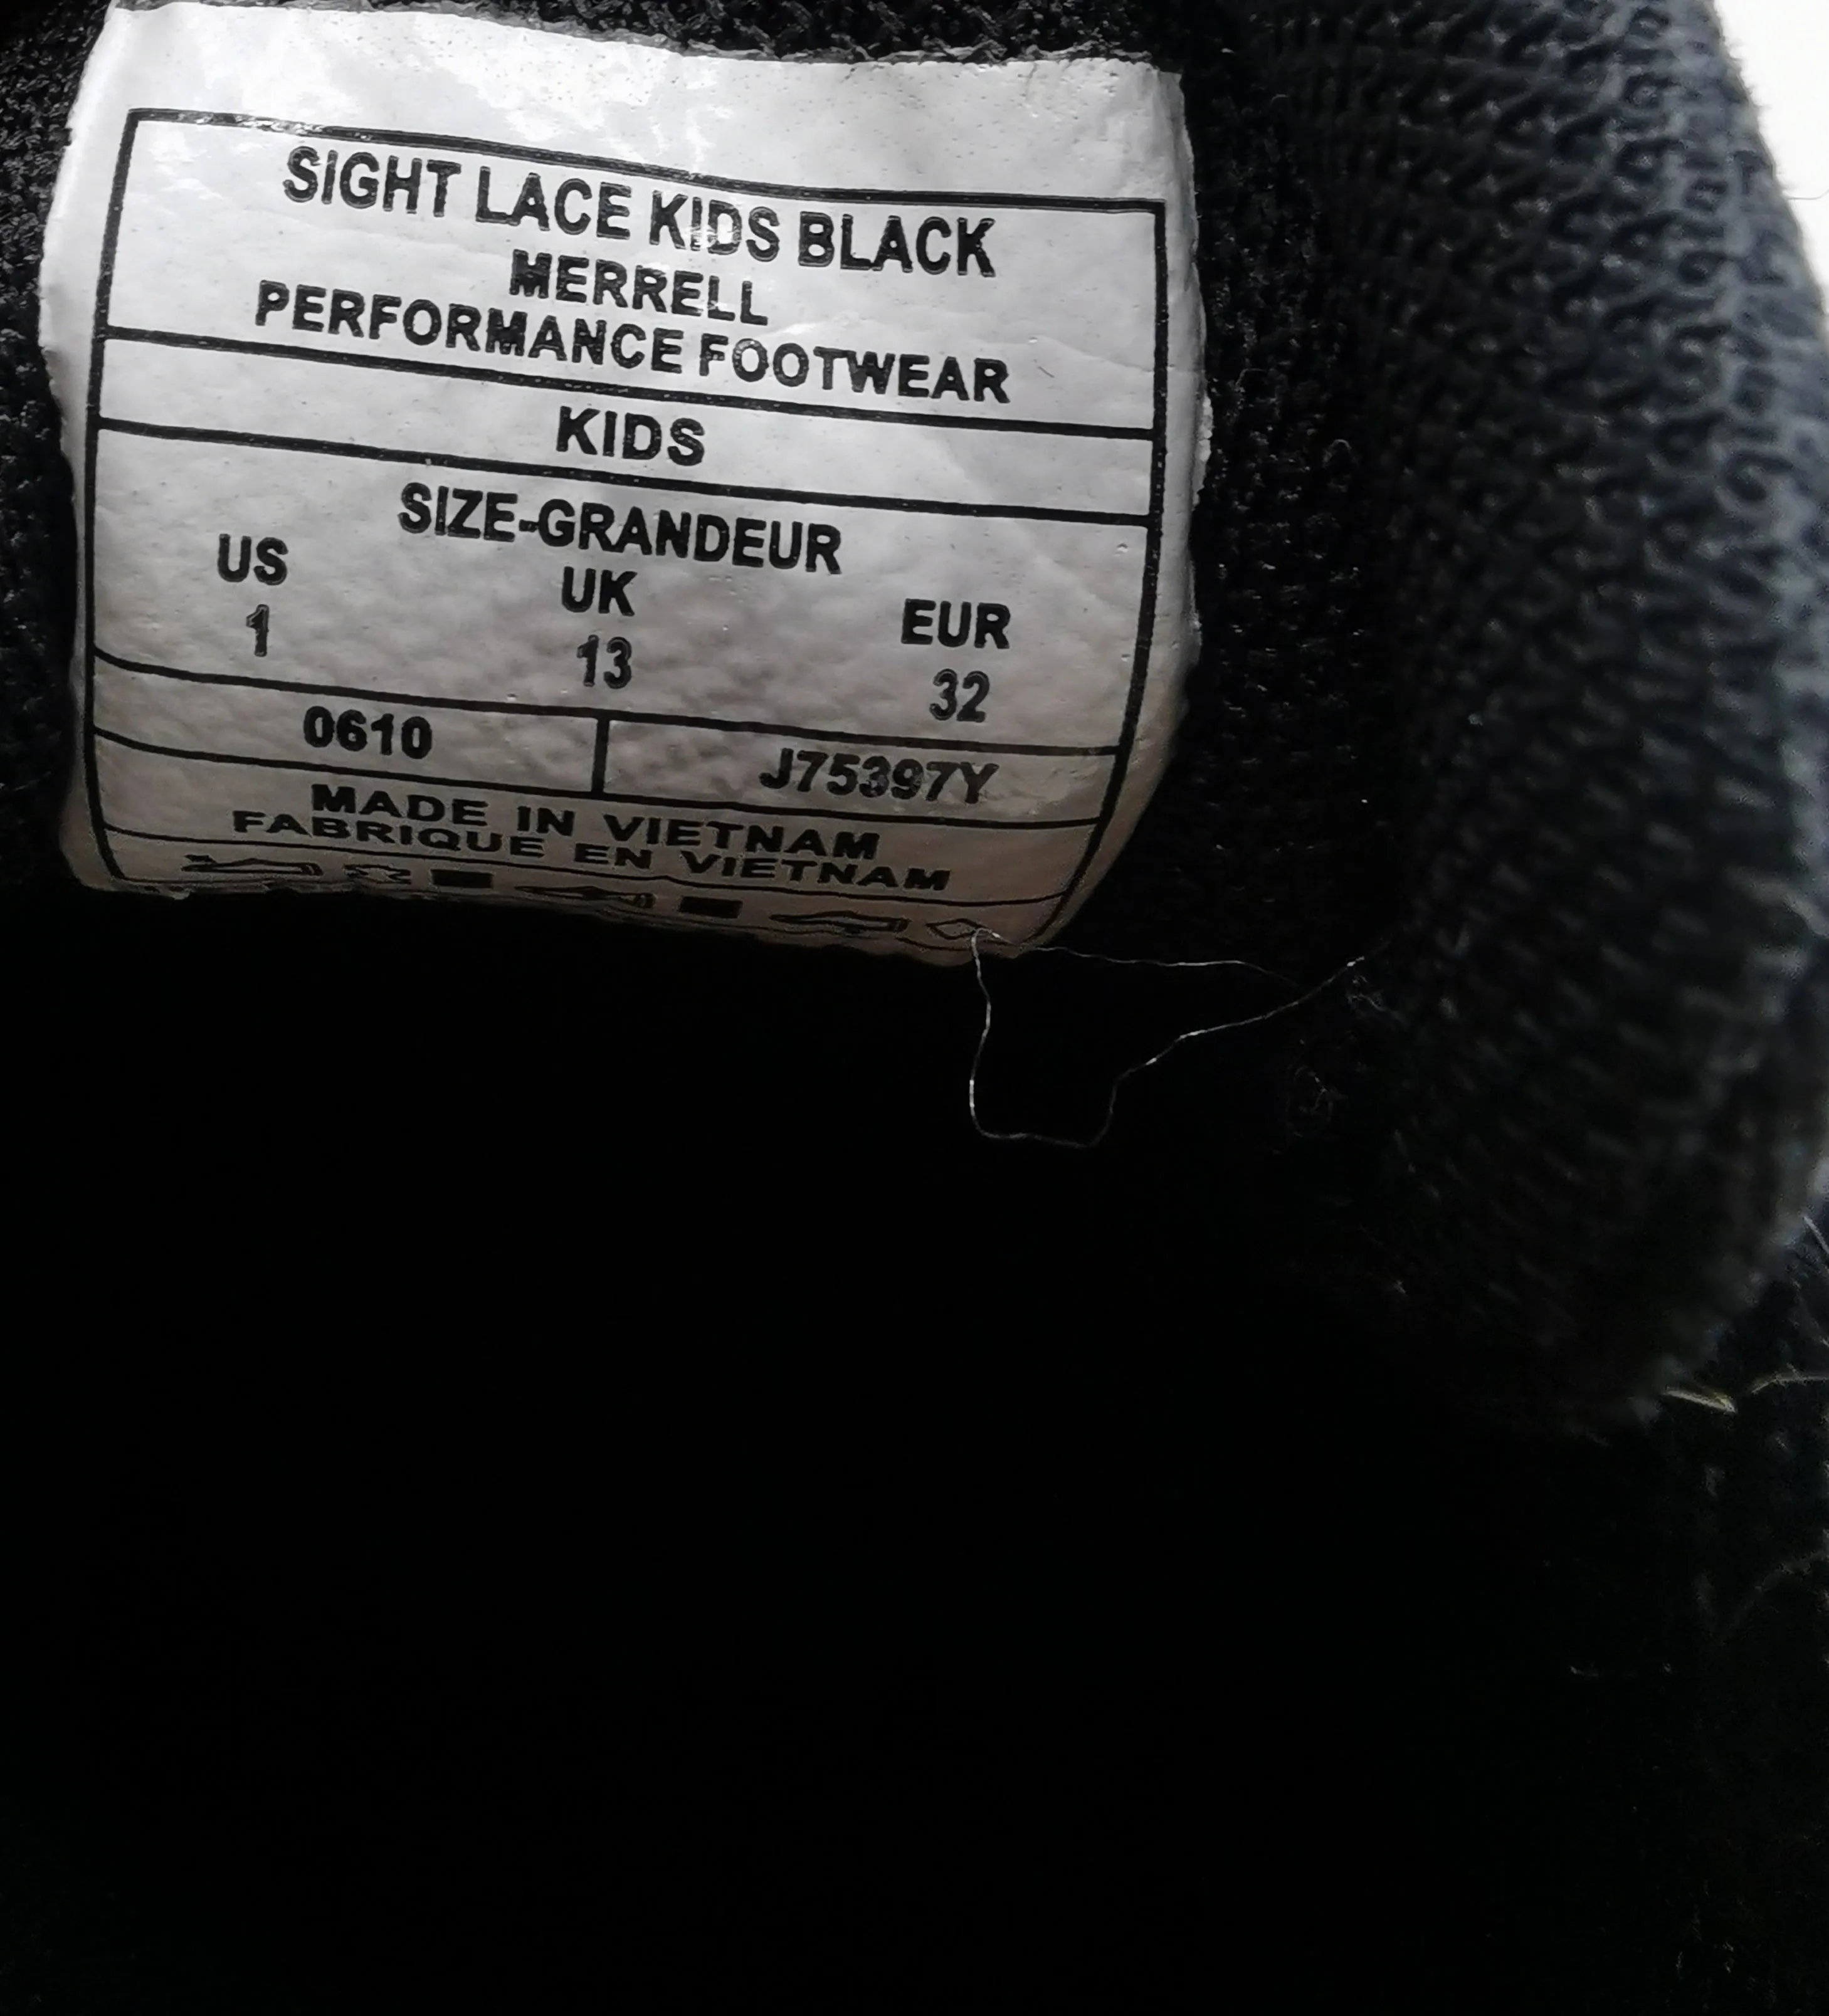 SIGHT LACE KIDS BLACK
MERRELL
PERFORMANCE FOOTWEAR
KIDS
SIZE-GRANDEUR
US UK EUR
1 13 32
0610 J75397Y
MADE IN VIETNAM
FABRIQUE EN VIETNAM